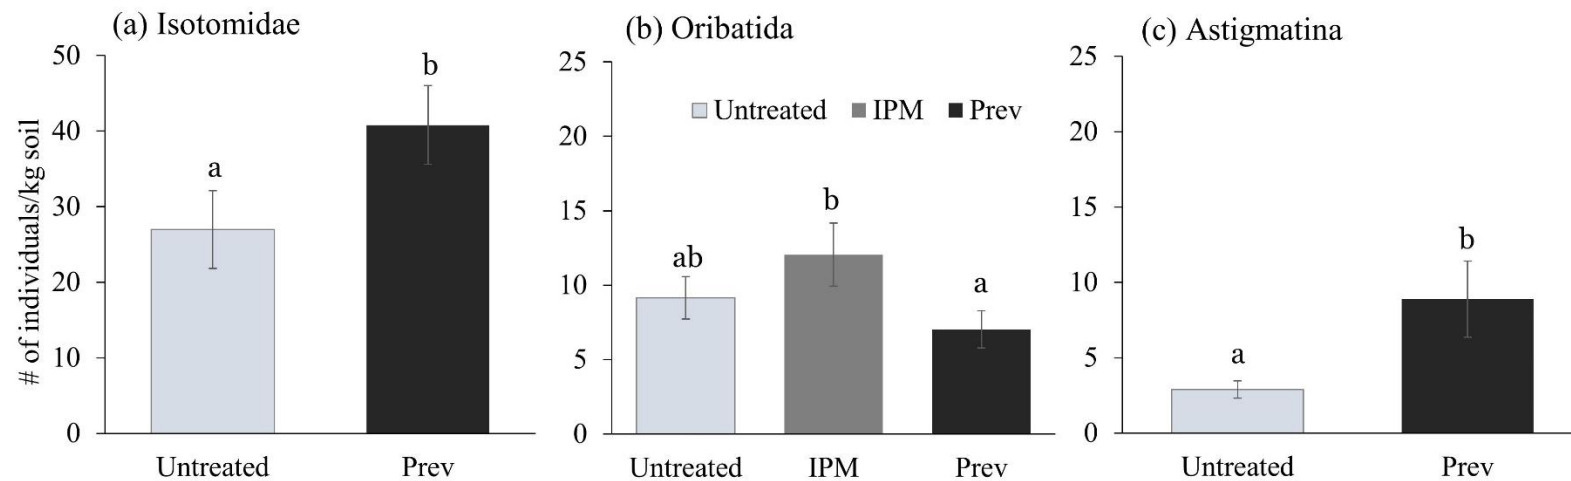 (a) Isotomidae
# of individuals/kg soil
50
40
30
20
10
0
a
b
Untreated
Prev
(b) Oribatida
Untreated IPM Prev
25
20
15
10
5
0
ab
b
a
Untreated
IPM
Prev
(c) Astigmatina
25
20
15
10
5
0
a
b
Untreated
Prev